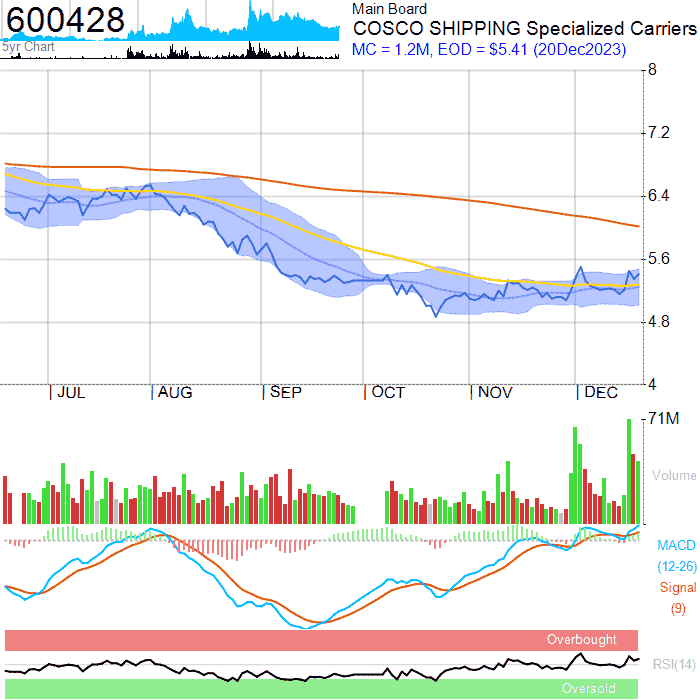 600428
5yr Chart
Main Board
COSCO SHIPPING Specialized Carriers
MC = 1.2M, EOD = $5.41 (20Dec2023)
8
7.2
6.4
5.6
4.8
4
JUL AUG SEP OCT NOV DEC
71M
Volume
MACD
(12-26)
Signal
(9)
Overbought
RSI(14)
Oversold